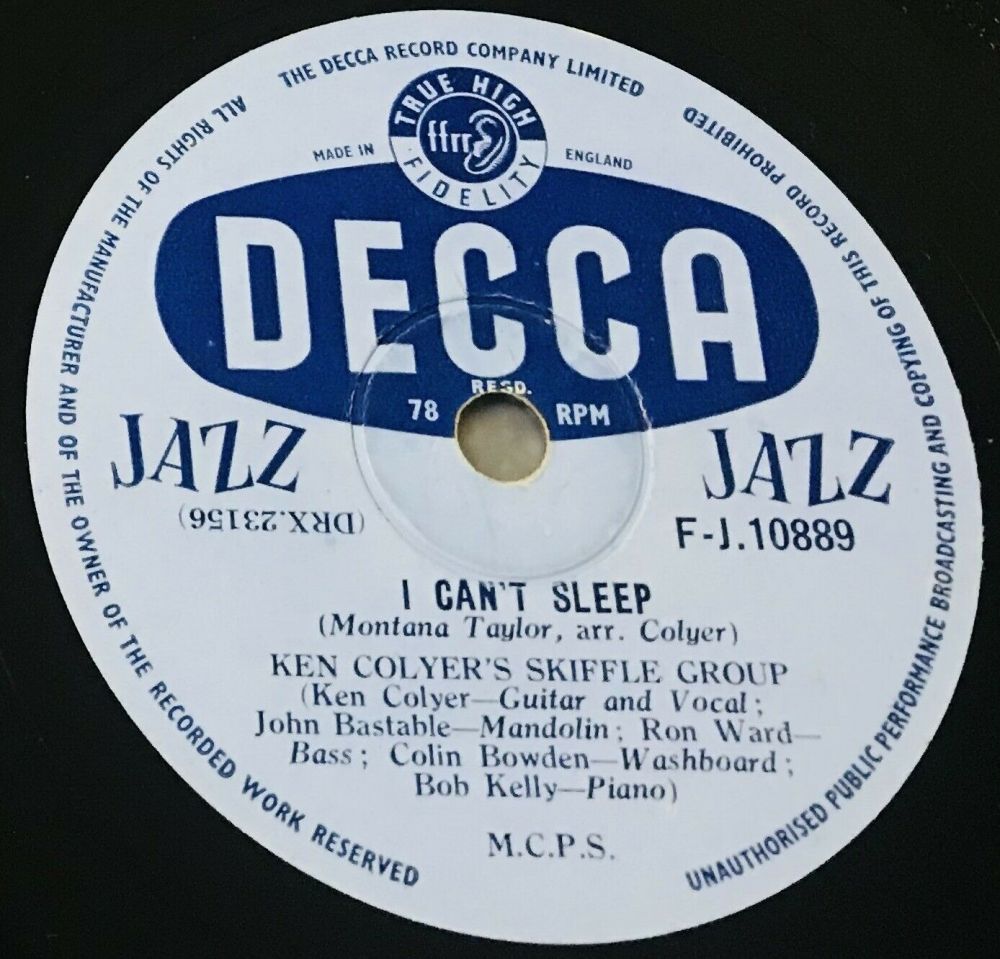 THE DECCA RECORD COMPANY LIMITED
ALL RIGHTS OF THE MANUFACTURER AND OF THE OWNER OF THE RECORDED WORK RESERVED
UNAUTHORISED PUBLIC PERFORMANCE BROADCASTING AND COPYING OF THIS RECORD PROHIBITED
TRUE HIGH
ffrr
FIDELITY
MADE IN ENGLAND
DECCA
REGD.
78 RPM
JAZZ JAZZ
(DRX.23156)
F-J.10889
I CAN'T SLEEP
(Montana Taylor, arr. Colyer)
KEN COLYER'S SKIFFLE GROUP
(Ken Colyer—Guitar and Vocal;
John Bastable—Mandolin; Ron Ward—
Bass; Colin Bowden—Washboard;
Bob Kelly—Piano)
M.C.P.S.